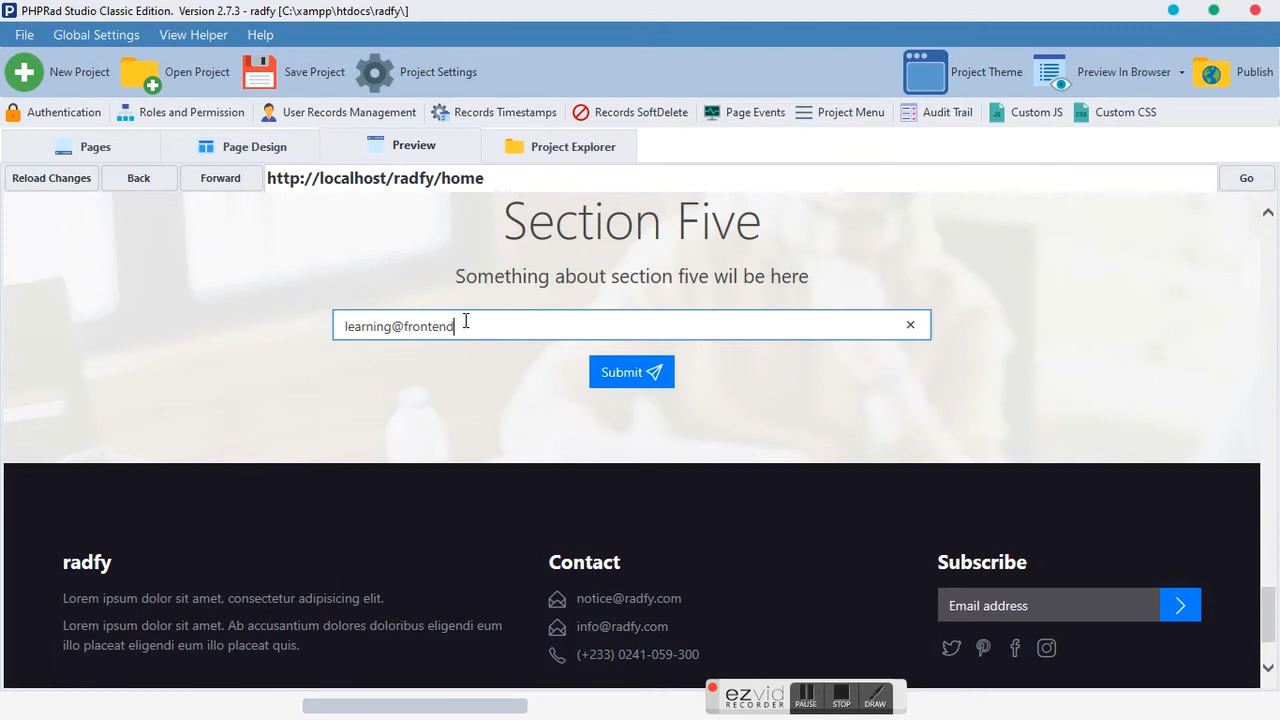 PHPRad Studio Classic Edition. Version 2.7.3 - radfy [C:\xampp\htdocs\radfy\]
File Global Settings View Helper Help
New Project Open Project Save Project Project Settings Project Theme Preview In Browser Publish
Authentication Roles and Permission User Records Management Records Timestamps Records SoftDelete Page Events Project Menu Audit Trail Custom JS Custom CSS
Pages Page Design Preview Project Explorer
Reload Changes Back Forward http://localhost/radfy/home Go
Section Five
Something about section five wil be here
learning@frontend
Submit
radfy Contact Subscribe
Lorem ipsum dolor sit amet, consectetur adipisicing elit. notice@radfy.com Email address
Lorem ipsum dolor sit amet. Ab accusantium dolores doloribus eligendi eum info@radfy.com
illo placeat eligendi eum illo placeat quis. (+233) 0241-059-300
ezvid
RECORDER PAUSE STOP DRAW